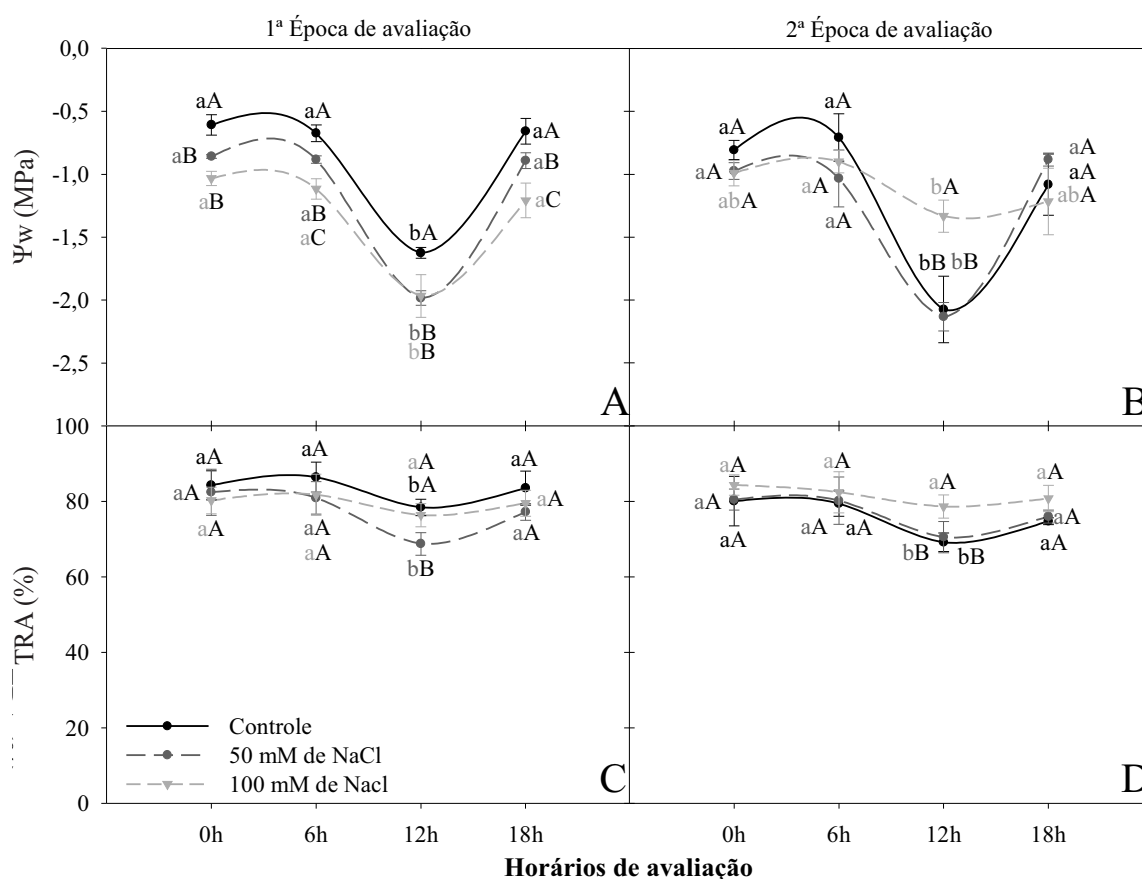 1ª Época de avaliação
2ª Época de avaliação
Ψw (MPa)
0,0
-0,5
-1,0
-1,5
-2,0
-2,5
aA
aA
aA
aB
aB
aB
aB
aC
aC
bA
bB
bB
A
aA
aA
aA
abA
aA
aA
bA
bB bB
aA
aA
abA
B
TRA (%)
100
80
60
40
20
0
aA
aA
aA
bA
aA
aA
aA
aA
aA
aA
bB
aA
Controle
50 mM de NaCl
100 mM de Nacl
C
aA
aA
aA
aA
aA
aA
aA
aA
bB
bB
aA
aA
D
0h
6h
12h
18h
0h
6h
12h
18h
Horários de avaliação